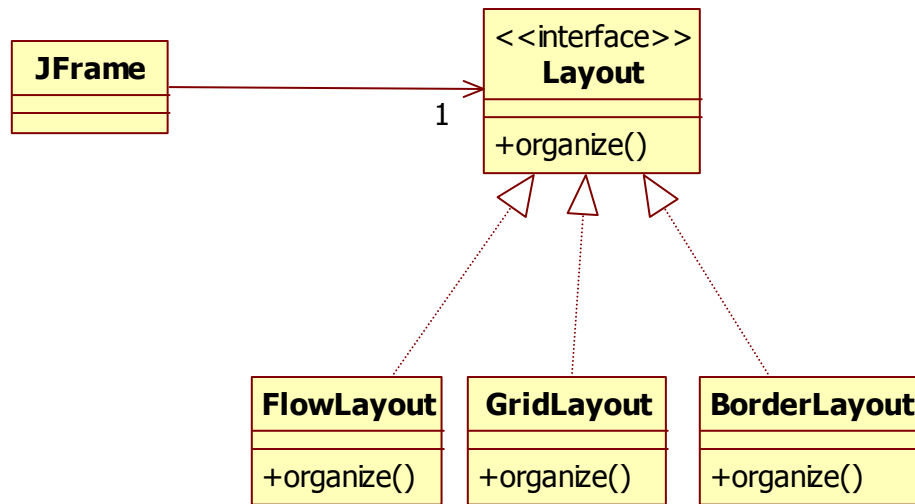 JFrame
<<interface>>
Layout
1
+organize()
FlowLayout
GridLayout
BorderLayout
+organize()
+organize()
+organize()